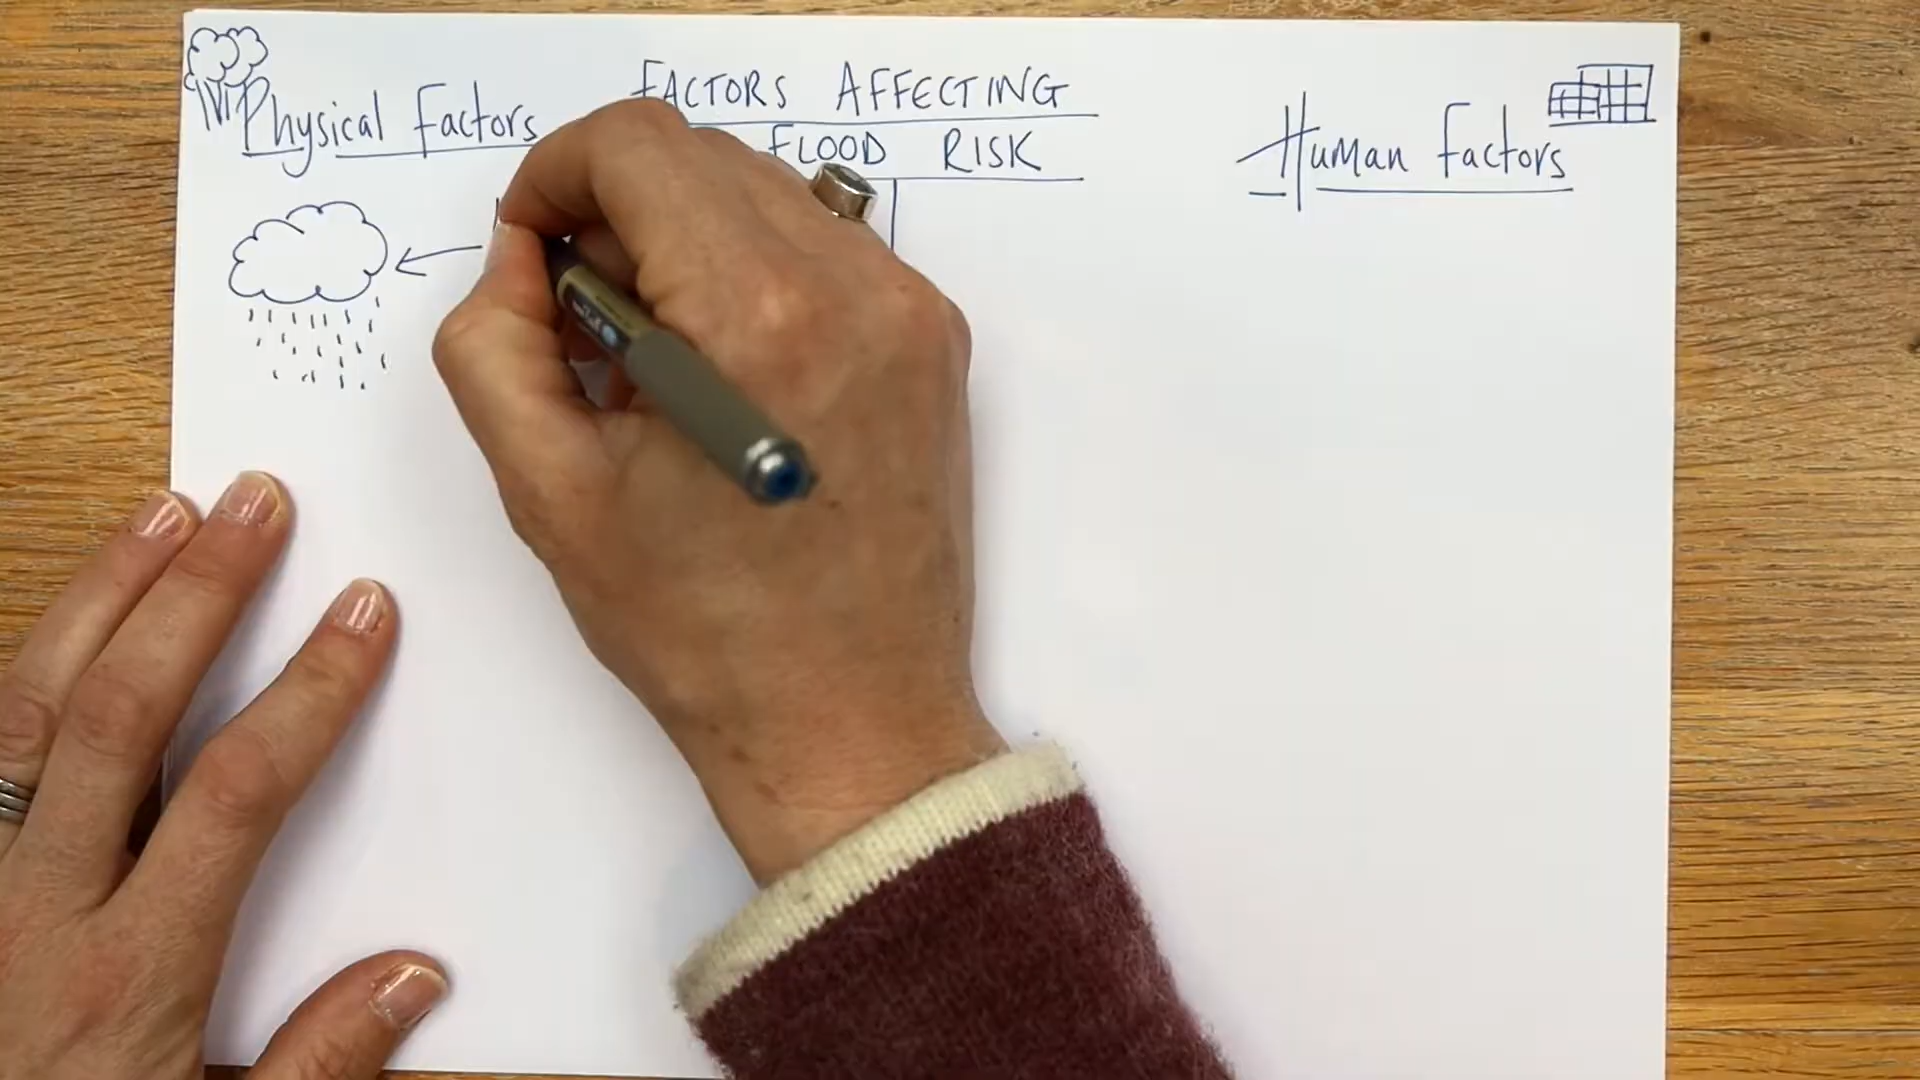 Physical Factors
FACTORS AFFECTING
FLOOD RISK
Human Factors